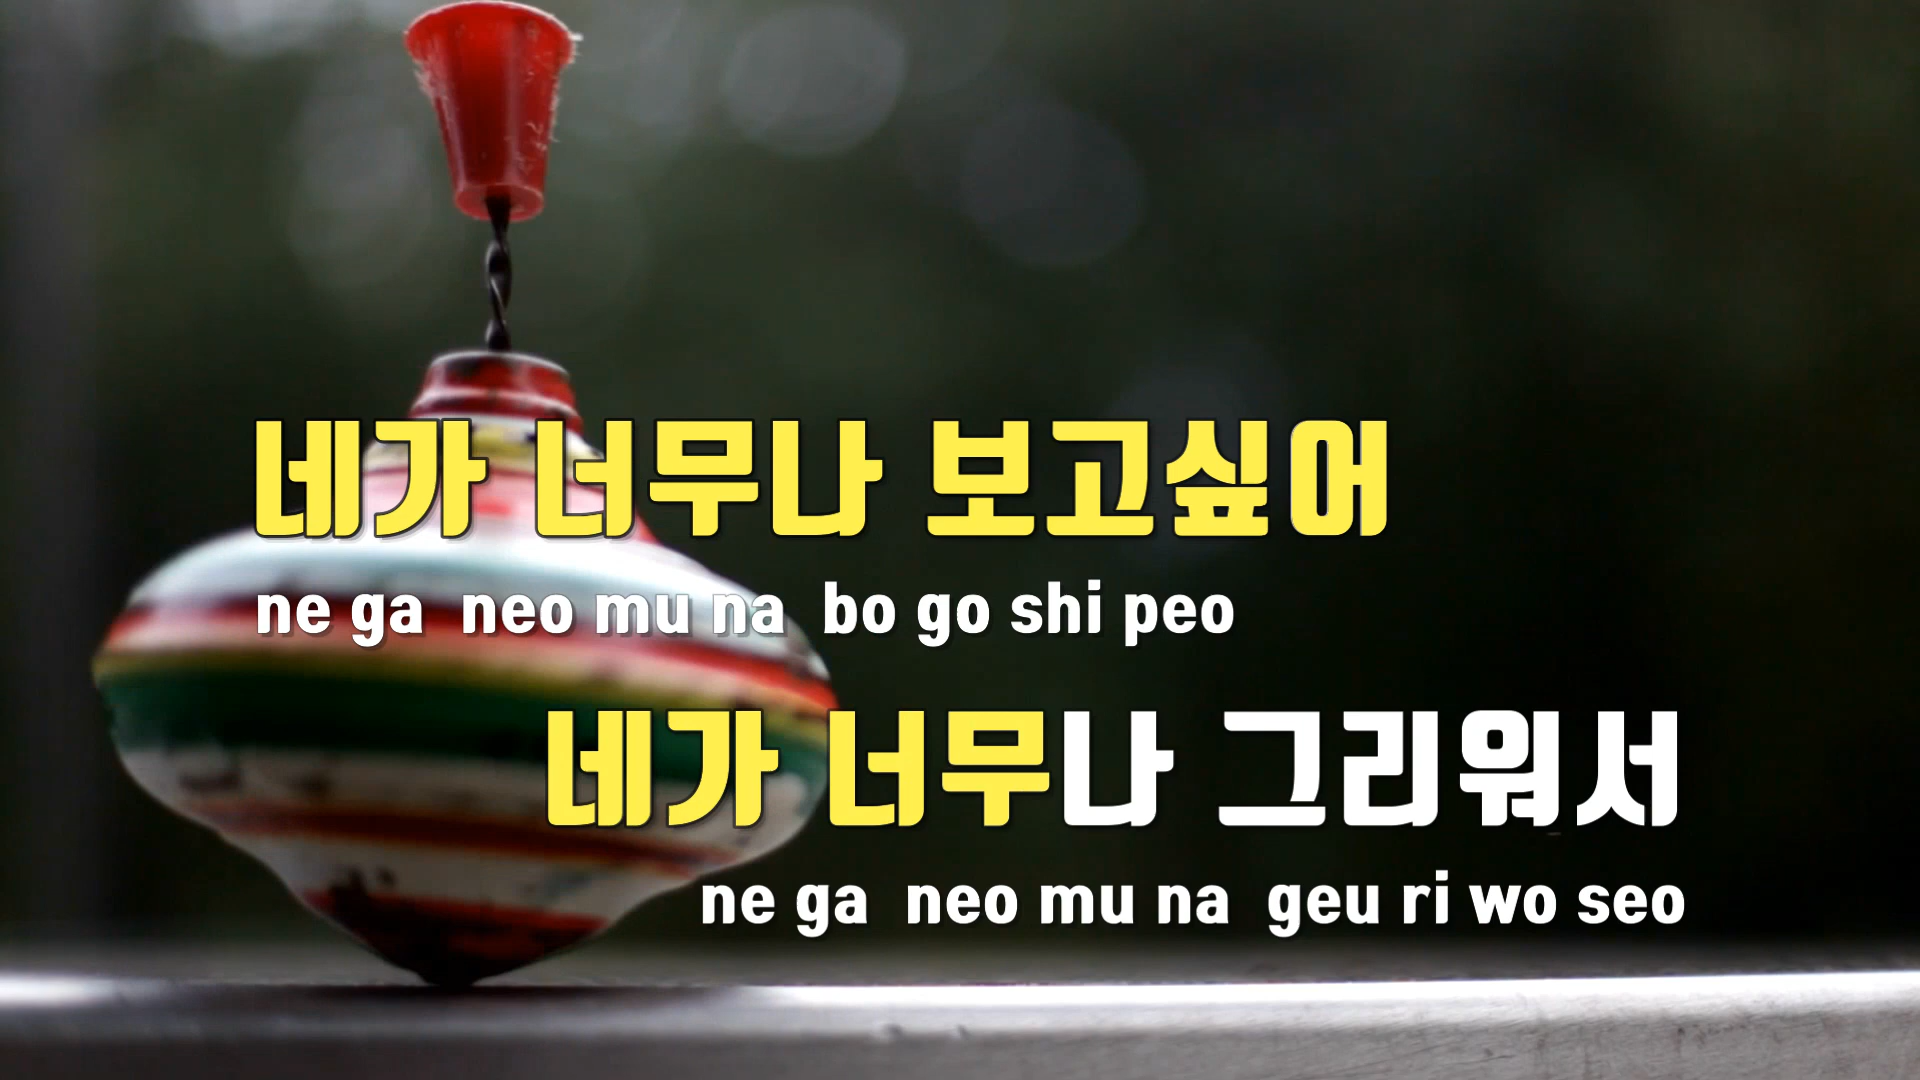 네가 너무나 보고싶어
ne ga neo mu na bo go shi peo
네가 너무나 그리워서
ne ga neo mu na geu ri wo seo